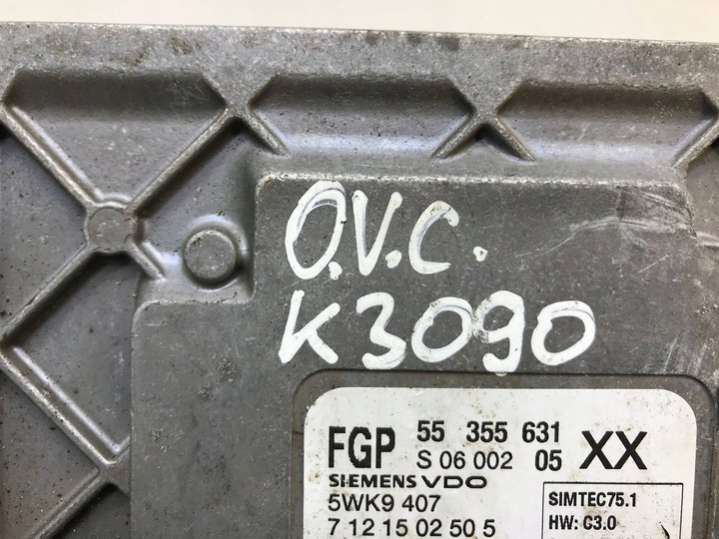 O.V.C.
K3090
FGP 55 355 631 XX
S 06 002 05
SIEMENS VDO
5WK9 407
7 12 15 02 50 5
SIMTEC75.1
HW: C3.0